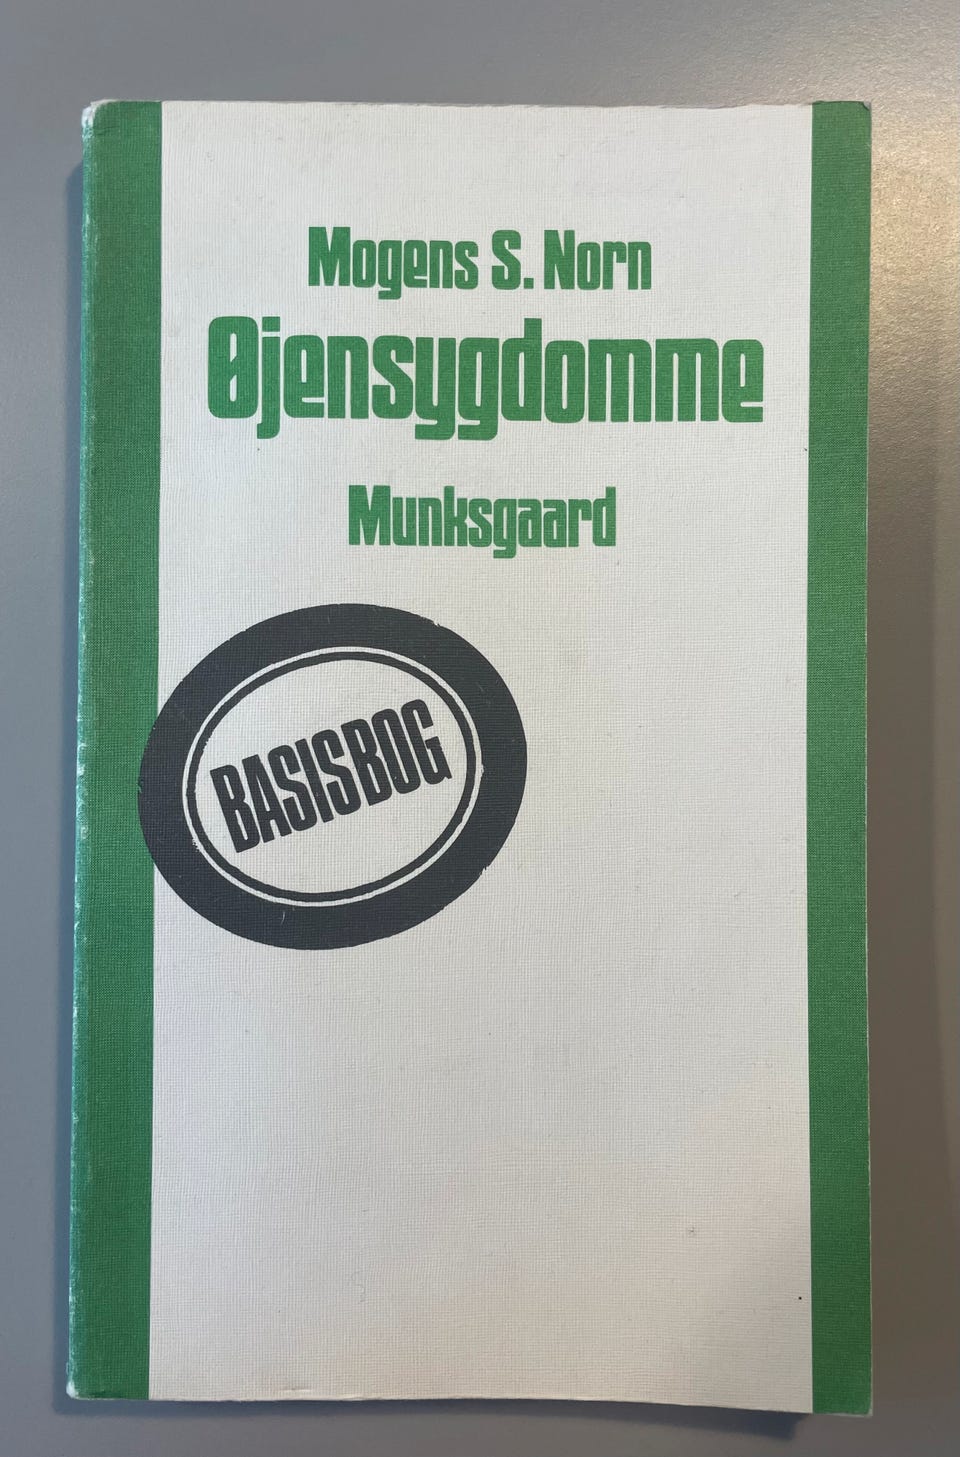 Mogens S. Norn
Øjensygdomme
Munksgaard
BASISBOG